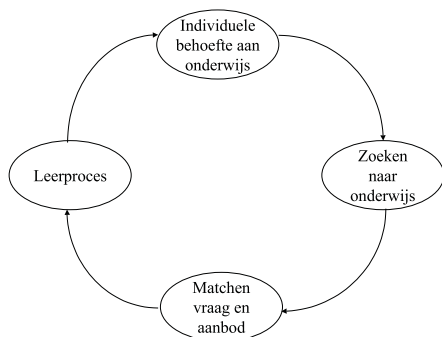 Individuele
behoefte aan
onderwijs
Zoeken
naar
onderwijs
Matchen
vraag en
aanbod
Leerproces